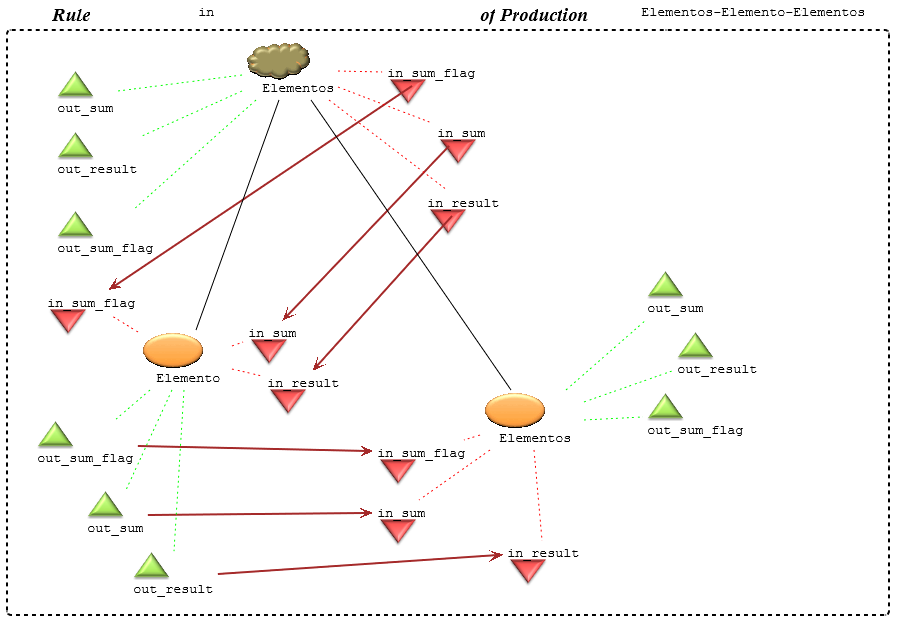 Rule in of Production Elementos-Elemento-Elementos
in_sum_flag
Elementos
out_sum
in_sum
out_result
in_result
out_sum_flag
in_sum_flag
out_sum
in_sum
out_result
Elemento
in_result
out_sum_flag
Elementos
out_sum_flag
in_sum_flag
in_sum
out_sum
in_result
out_result